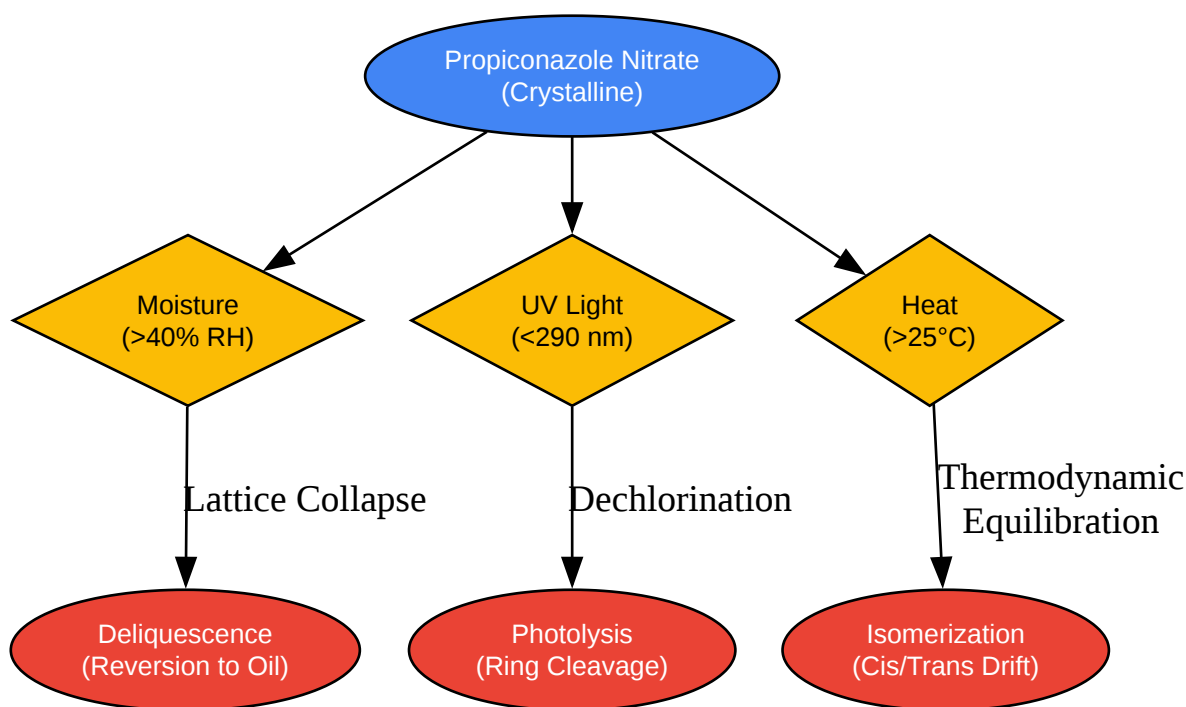 Propiconazole Nitrate
(Crystalline)
Moisture
(>40% RH)
UV Light
(<290 nm)
Heat
(>25°C)
Lattice Collapse
Dechlorination
Thermodynamic
Equilibration
Deliquescence
(Reversion to Oil)
Photolysis
(Ring Cleavage)
Isomerization
(Cis/Trans Drift)